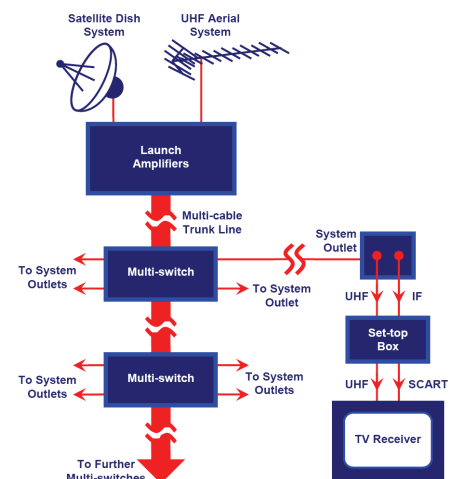 Satellite Dish
System
UHF Aerial
System
Launch
Amplifiers
Multi-cable
Trunk Line
System
Outlet
To System
Outlets
Multi-switch
To System
Outlet
UHF
IF
Set-top
Box
To System
Outlets
Multi-switch
To System
Outlets
UHF
SCART
TV Receiver
To Further
Multi-switches